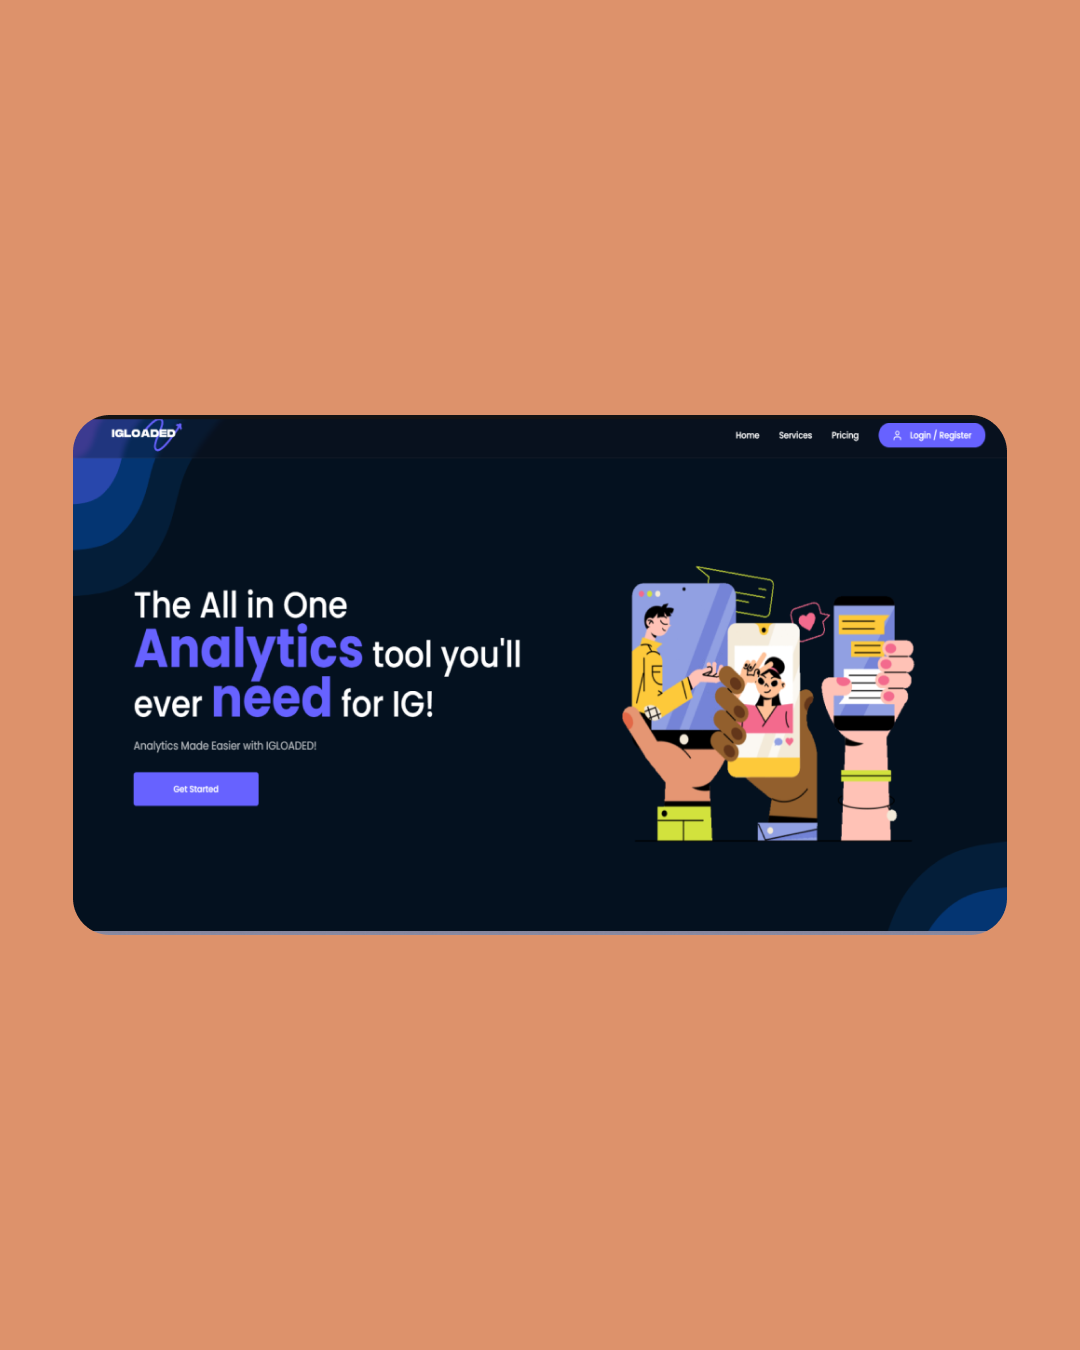 IGLOADED
Home Services Pricing Login / Register
The All in One
Analytics tool you'll
ever need for IG!
Analytics Made Easier with IGLOADED!
Get Started